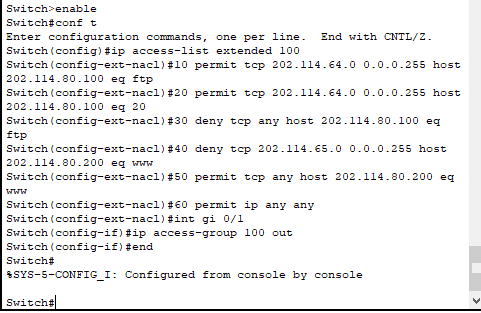 Switch>enable
Switch#conf t
Enter configuration commands, one per line.  End with CNTL/Z.
Switch(config)#ip access-list extended 100
Switch(config-ext-nacl)#10 permit tcp 202.114.64.0 0.0.0.255 host
202.114.80.100 eq ftp
Switch(config-ext-nacl)#20 permit tcp 202.114.64.0 0.0.0.255 host
202.114.80.100 eq 20
Switch(config-ext-nacl)#30 deny tcp any host 202.114.80.100 eq
ftp
Switch(config-ext-nacl)#40 deny tcp 202.114.65.0 0.0.0.255 host
202.114.80.200 eq www
Switch(config-ext-nacl)#50 permit tcp any host 202.114.80.200 eq
www
Switch(config-ext-nacl)#60 permit ip any any
Switch(config-ext-nacl)#int gi 0/1
Switch(config-if)#ip access-group 100 out
Switch(config-if)#end
Switch#
%SYS-5-CONFIG_I: Configured from console by console
Switch#